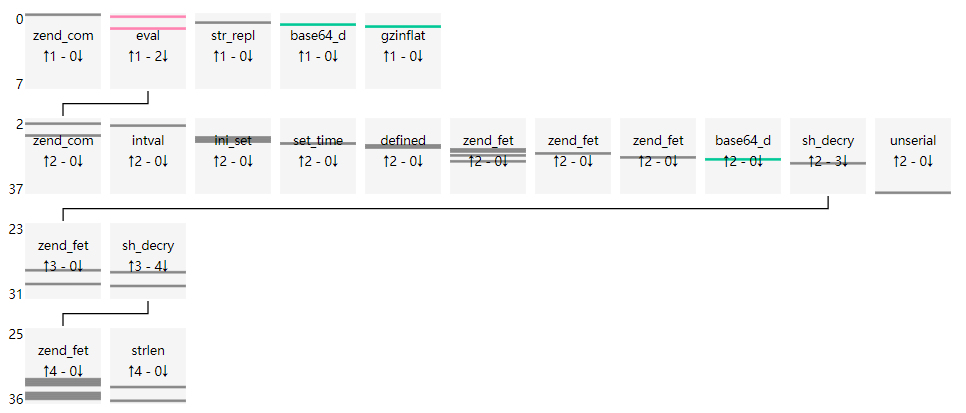 0
zend_com eval str_repl base64_d gzinflat
↑1 - 0↓ ↑1 - 2↓ ↑1 - 0↓ ↑1 - 0↓ ↑1 - 0↓
7
2
zend_com intval ini_set set_time defined zend_fet zend_fet zend_fet base64_d sh_decry unserial
↑2 - 0↓ ↑2 - 0↓ ↑2 - 0↓ ↑2 - 0↓ ↑2 - 0↓ ↑2 - 0↓ ↑2 - 0↓ ↑2 - 0↓ ↑2 - 0↓ ↑2 - 3↓ ↑2 - 0↓
37
23
zend_fet sh_decry
↑3 - 0↓ ↑3 - 4↓
31
25
zend_fet strlen
↑4 - 0↓ ↑4 - 0↓
36